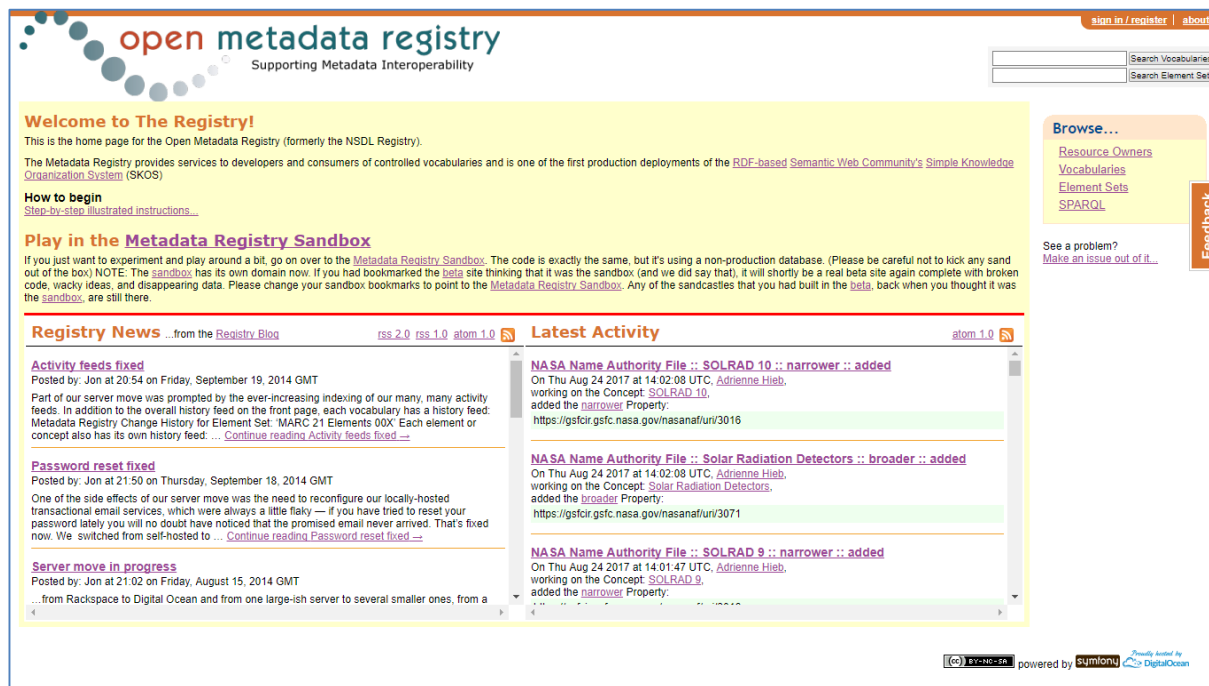 sign in / register | about
open metadata registry
Supporting Metadata Interoperability
Search Vocabularies
Search Element Set
Welcome to The Registry!
This is the home page for the Open Metadata Registry (formerly the NSDL Registry).
The Metadata Registry provides services to developers and consumers of controlled vocabularies and is one of the first production deployments of the RDF-based Semantic Web Community's Simple Knowledge
Organization System (SKOS)
How to begin
Step-by-step illustrated instructions...
Play in the Metadata Registry Sandbox
If you just want to experiment and play around a bit, go on over to the Metadata Registry Sandbox. The code is exactly the same, but it's using a non-production database. (Please be careful not to kick any sand
out of the box) NOTE: The sandbox has its own domain now. If you had bookmarked the beta site thinking that it was the sandbox (and we did say that), it will shortly be a real beta site again complete with broken
code, wacky ideas, and disappearing data. Please change your sandbox bookmarks to point to the Metadata Registry Sandbox. Any of the sandcastles that you had built in the beta, back when you thought it was
the sandbox, are still there.
Browse...
Resource Owners
Vocabularies
Element Sets
SPARQL
Feedback
See a problem?
Make an issue out of it...
Registry News ...from the Registry Blog rss 2.0 rss 1.0 atom 1.0
Activity feeds fixed
Posted by: Jon at 20:54 on Friday, September 19, 2014 GMT
Part of our server move was prompted by the ever-increasing indexing of our many, many activity
feeds. In addition to the overall history feed on the front page, each vocabulary has a history feed:
Metadata Registry Change History for Element Set: ‘MARC 21 Elements 00X’ Each element or
concept also has its own history feed: … Continue reading Activity feeds fixed →
Password reset fixed
Posted by: Jon at 21:50 on Thursday, September 18, 2014 GMT
One of the side effects of our server move was the need to reconfigure our locally-hosted
transactional email services, which were always a little flaky — if you have tried to reset your
password lately you will no doubt have noticed that the promised email never arrived. That’s fixed
now. We switched from self-hosted to … Continue reading Password reset fixed →
Server move in progress
Posted by: Jon at 21:02 on Friday, August 15, 2014 GMT
…from Rackspace to Digital Ocean and from one large-ish server to several smaller ones, from a
Latest Activity atom 1.0
NASA Name Authority File :: SOLRAD 10 :: narrower :: added
On Thu Aug 24 2017 at 14:02:08 UTC, Adrienne Hieb,
working on the Concept: SOLRAD 10,
added the narrower Property:
https://gsfcir.gsfc.nasa.gov/nasanaf/uri/3016
NASA Name Authority File :: Solar Radiation Detectors :: broader :: added
On Thu Aug 24 2017 at 14:02:08 UTC, Adrienne Hieb,
working on the Concept: Solar Radiation Detectors,
added the broader Property:
https://gsfcir.gsfc.nasa.gov/nasanaf/uri/3071
NASA Name Authority File :: SOLRAD 9 :: narrower :: added
On Thu Aug 24 2017 at 14:01:47 UTC, Adrienne Hieb,
working on the Concept: SOLRAD 9,
added the narrower Property:
(cc) BY-NC-SA powered by symfony Proudly hosted by DigitalOcean